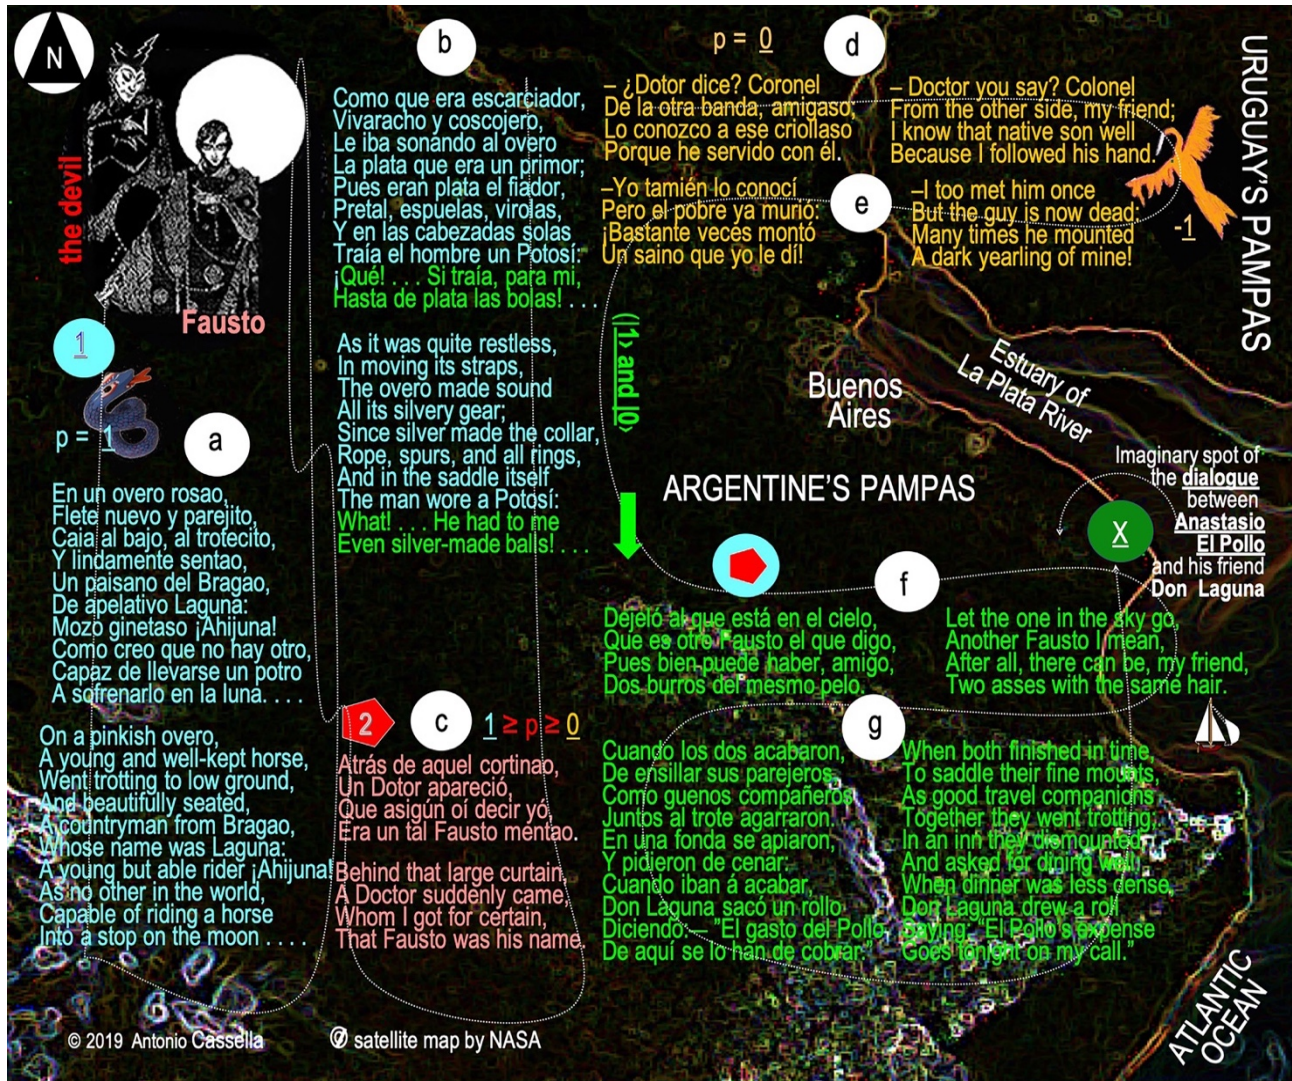 N
the devil
Fausto
1
p = 1
a
En un overo rosao,
Flete nuevo y parejito,
Caia al bajo, al trotecito,
Y lindamente sentao,
Un paisano del Bragao,
De apelativo Laguna:
Mozo ginetaso ¡Ahijuna!
Como creo que no hay otro,
Capaz de llevarse un potro
A sofrenarlo en la luna. . . .
On a pinkish overo,
A young and well-kept horse,
Went trotting to low ground,
And beautifully seated,
A countryman from Bragao,
Whose name was Laguna:
A young but able rider ¡Ahijuna!
As no other in the world,
Capable of riding a horse
Into a stop on the moon . . . .
b
Como que era escarciador,
Vivaracho y coscojero,
Le iba sonando al overo
La plata que era un primor;
Pues eran plata el fiador,
Pretal, espuelas, virolas,
Y en las cabezadas solas
Traía el hombre un Potosí:
¡Qué! . . . Si traía, para mi,
Hasta de plata las bolas! . . .
As it was quite restless,
In moving its straps,
The overo made sound
All its silvery gear;
Since silver made the collar,
Rope, spurs, and all rings,
And in the saddle itself
The man wore a Potosí:
What! . . . He had to me
Even silver-made balls! . . .
2
c
1 ≥ p ≥ 0
Atrás de aquel cortinao,
Un Dotor apareció,
Que asigún oí decir yó,
Era un tal Fausto mentao.
Behind that large curtain,
A Doctor suddenly came,
Whom I got for certain,
That Fausto was his name.
p = 0
d
– ¿Dotor dice? Coronel
De la otra banda, amigaso;
Lo conozco a ese criollaso
Porque he servido con él.
– Doctor you say? Colonel
From the other side, my friend;
I know that native son well
Because I followed his hand.
e
–Yo tamién lo conocí
Pero el pobre ya murió:
¡Bastante veces montó
Un saino que yo le dí!
–I too met him once
But the guy is now dead:
Many times he mounted
A dark yearling of mine!
-1
URUGUAY'S PAMPAS
(|1› and |0›
Buenos
Aires
Estuary of
La Plata River
ARGENTINE'S PAMPAS
Imaginary spot of
the dialogue
between
Anastasio
El Pollo
and his friend
Don Laguna
X
f
Dejeló al que está en el cielo,
Que es otro Fausto el que digo,
Pues bien puede haber, amigo,
Dos burros del mesmo pelo.
Let the one in the sky go,
Another Fausto I mean,
After all, there can be, my friend,
Two asses with the same hair.
g
Cuando los dos acabaron,
De ensillar sus parejeros,
Como guenos compañeros
Juntos al trote agarraron.
En una fonda se apiaron,
Y pidieron de cenar:
Cuando iban á acabar,
Don Laguna sacó un rollo
Diciendo:— "El gasto del Pollo
De aquí se lo han de cobrar."
When both finished in time,
To saddle their fine mounts,
As good travel companions
Together they went trotting.
In an inn they dismounted
And asked for dining well:
When dinner was less dense,
Don Laguna drew a roll
Saying: "El Pollo's expense
Goes tonight on my call."
ATLANTIC
OCEAN
© 2019 Antonio Cassella
satellite map by NASA